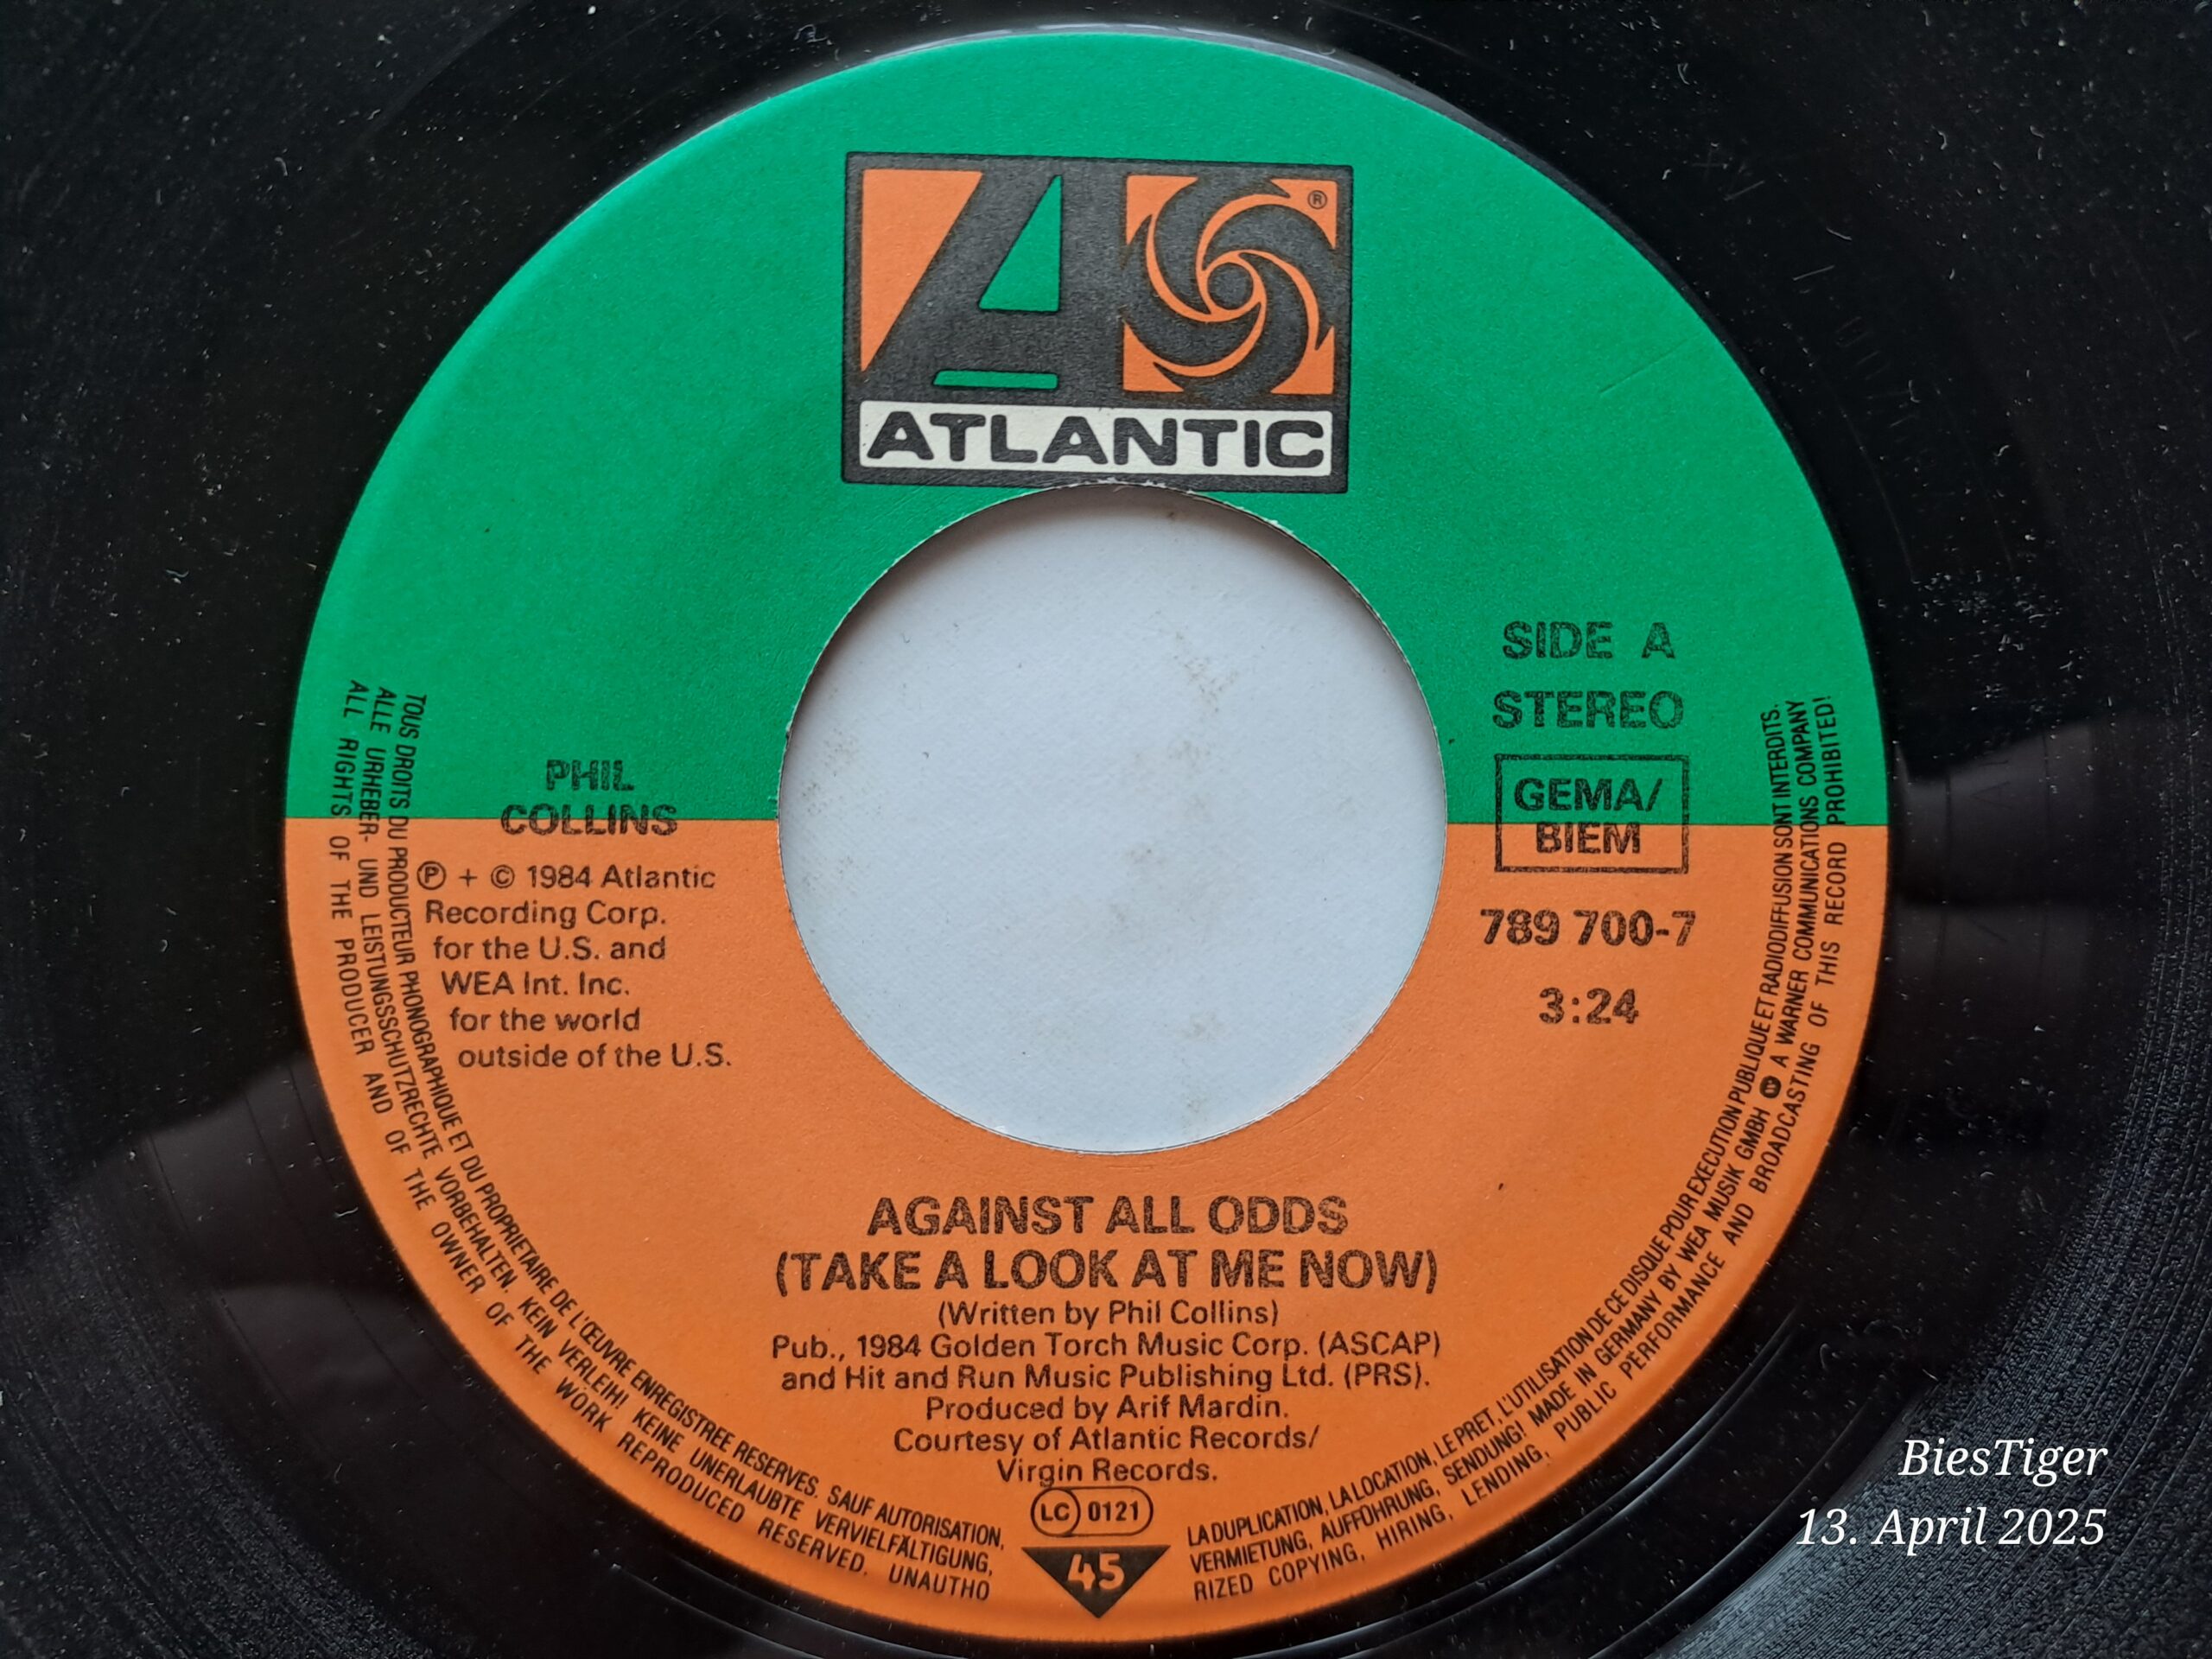 ®
ATLANTIC
SIDE A
STEREO
GEMA/
BIEM
789 700-7
3:24
PHIL
COLLINS
Ⓟ + © 1984 Atlantic
Recording Corp.
for the U.S. and
WEA Int. Inc.
for the world
outside of the U.S.
AGAINST ALL ODDS
(TAKE A LOOK AT ME NOW)
(Written by Phil Collins)
Pub., 1984 Golden Torch Music Corp. (ASCAP)
and Hit and Run Music Publishing Ltd. (PRS).
Produced by Arif Mardin.
Courtesy of Atlantic Records/
Virgin Records.
LC 0121
45
TOUS DROITS DU PRODUCTEUR PHONOGRAPHIQUE ET DU PROPRIETAIRE DE L'ŒUVRE ENREGISTREE RESERVES. SAUF AUTORISATION, LA DUPLICATION, LA LOCATION, LE PRET, L'UTILISATION DE CE DISQUE POUR EXECUTION PUBLIQUE ET RADIODIFFUSION SONT INTERDITS.
ALLE URHEBER- UND LEISTUNGSSCHUTZRECHTE VORBEHALTEN. KEIN VERLEIH! KEINE UNERLAUBTE VERVIELFÄLTIGUNG, VERMIETUNG, AUFFÜHRUNG, SENDUNG! MADE IN GERMANY BY WEA MUSIK GMBH A WARNER COMMUNICATIONS COMPANY
ALL RIGHTS OF THE PRODUCER AND OF THE OWNER OF THE WORK REPRODUCED RESERVED. UNAUTHORIZED COPYING, HIRING, LENDING, PUBLIC PERFORMANCE AND BROADCASTING OF THIS RECORD PROHIBITED!
BiesTiger
13. April 2025